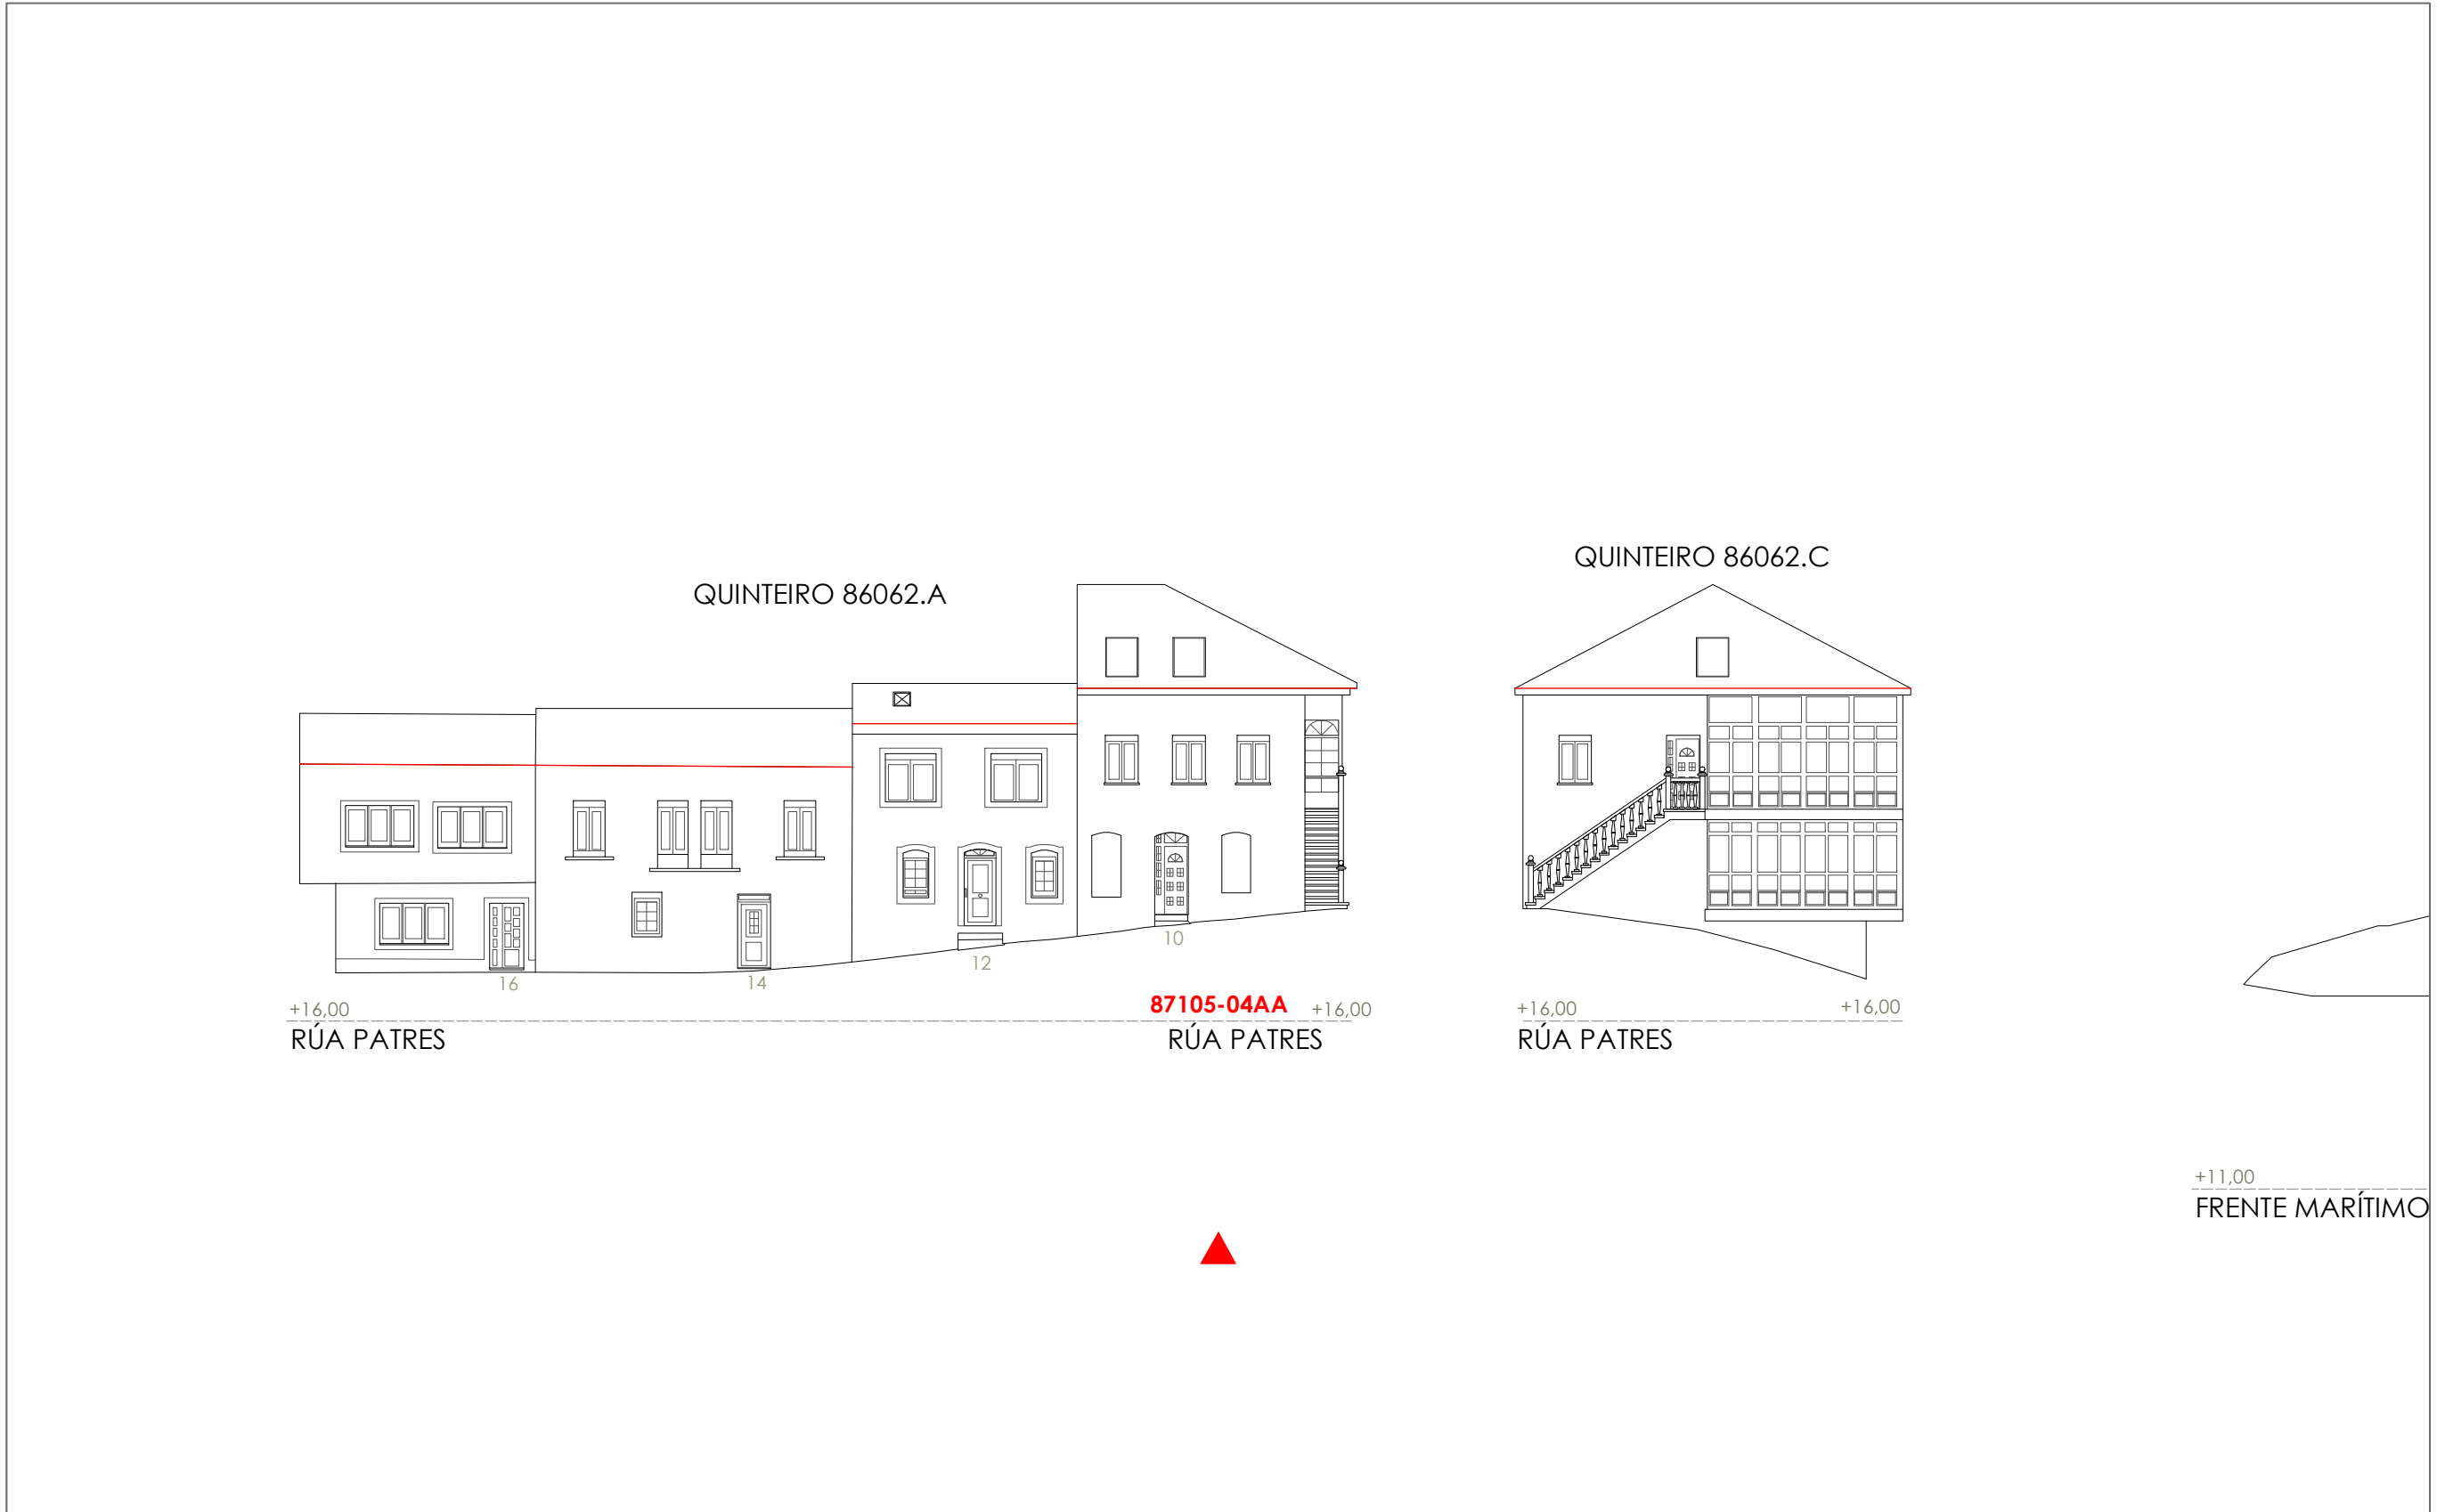 QUINTEIRO 86062.C
QUINTEIRO 86062.A
10
12
14
16
+16,00
87105-04AA
+16,00
+16,00
+16,00
RÚA PATRES
RÚA PATRES
RÚA PATRES
+11,00
FRENTE MARÍTIMO